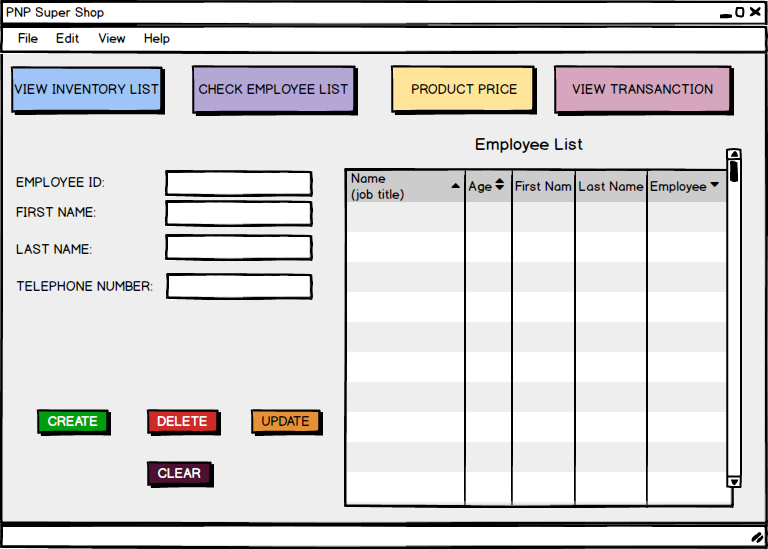 PNP Super Shop
File Edit View Help
VIEW INVENTORY LIST CHECK EMPLOYEE LIST PRODUCT PRICE VIEW TRANSANCTION
Employee List
Name
(job title) Age First Nam Last Name Employee
EMPLOYEE ID:
FIRST NAME:
LAST NAME:
TELEPHONE NUMBER:
CREATE DELETE UPDATE
CLEAR